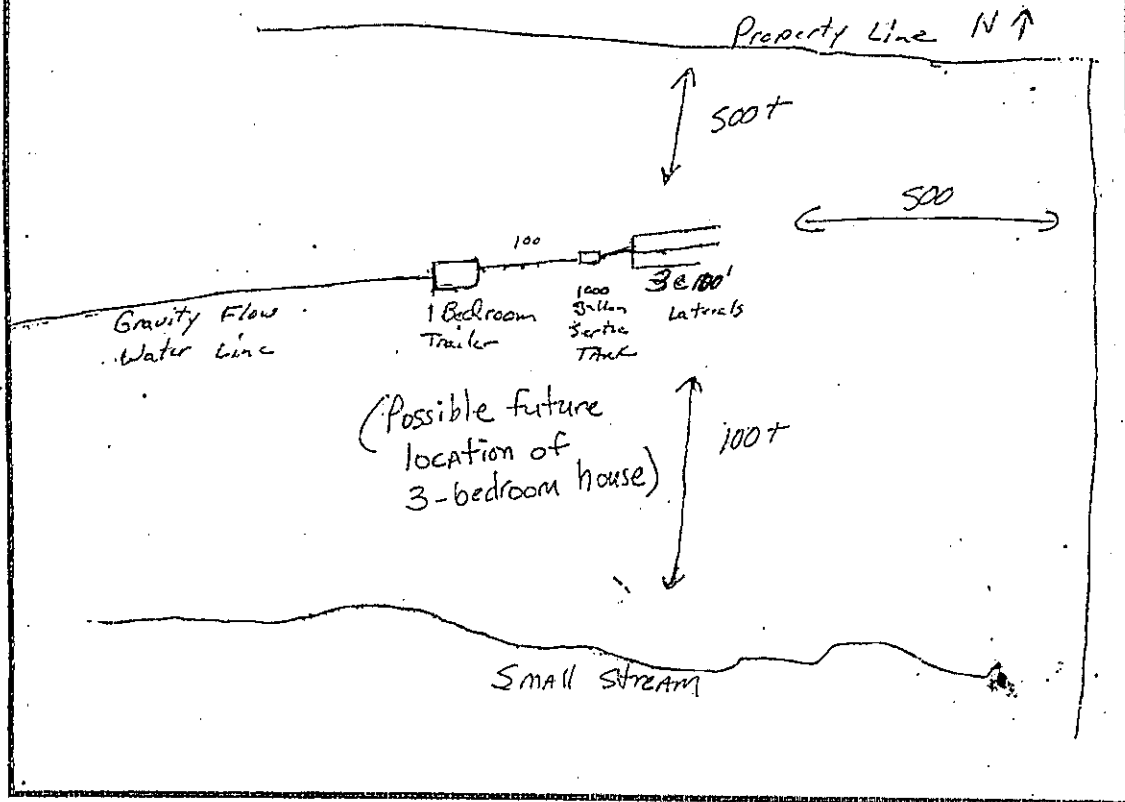 Property Line N ↑
500+
500
100
Gravity Flow
Water Line
1 Bedroom
Trailer
1000
Gallon
Septic
TANK
3 @ 100'
Laterals
(Possible future
location of
3-bedroom house)
100+
SMALL STREAM